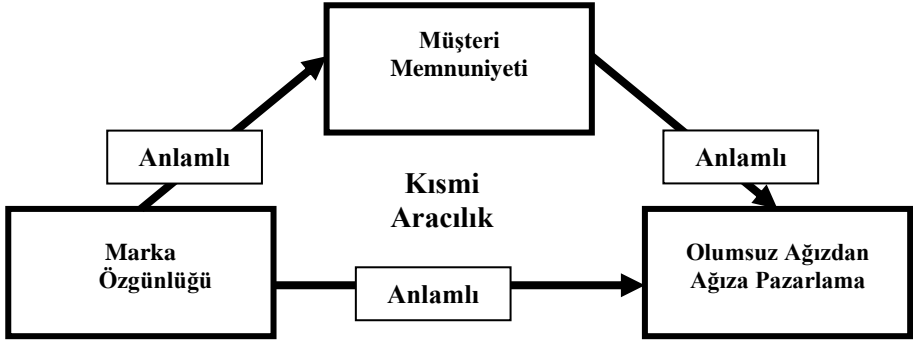 Müşteri
Memnuniyeti
Anlamlı
Anlamlı
Kısmi
Aracılık
Marka
Özgünlüğü
Olumsuz Ağızdan
Ağıza Pazarlama
Anlamlı